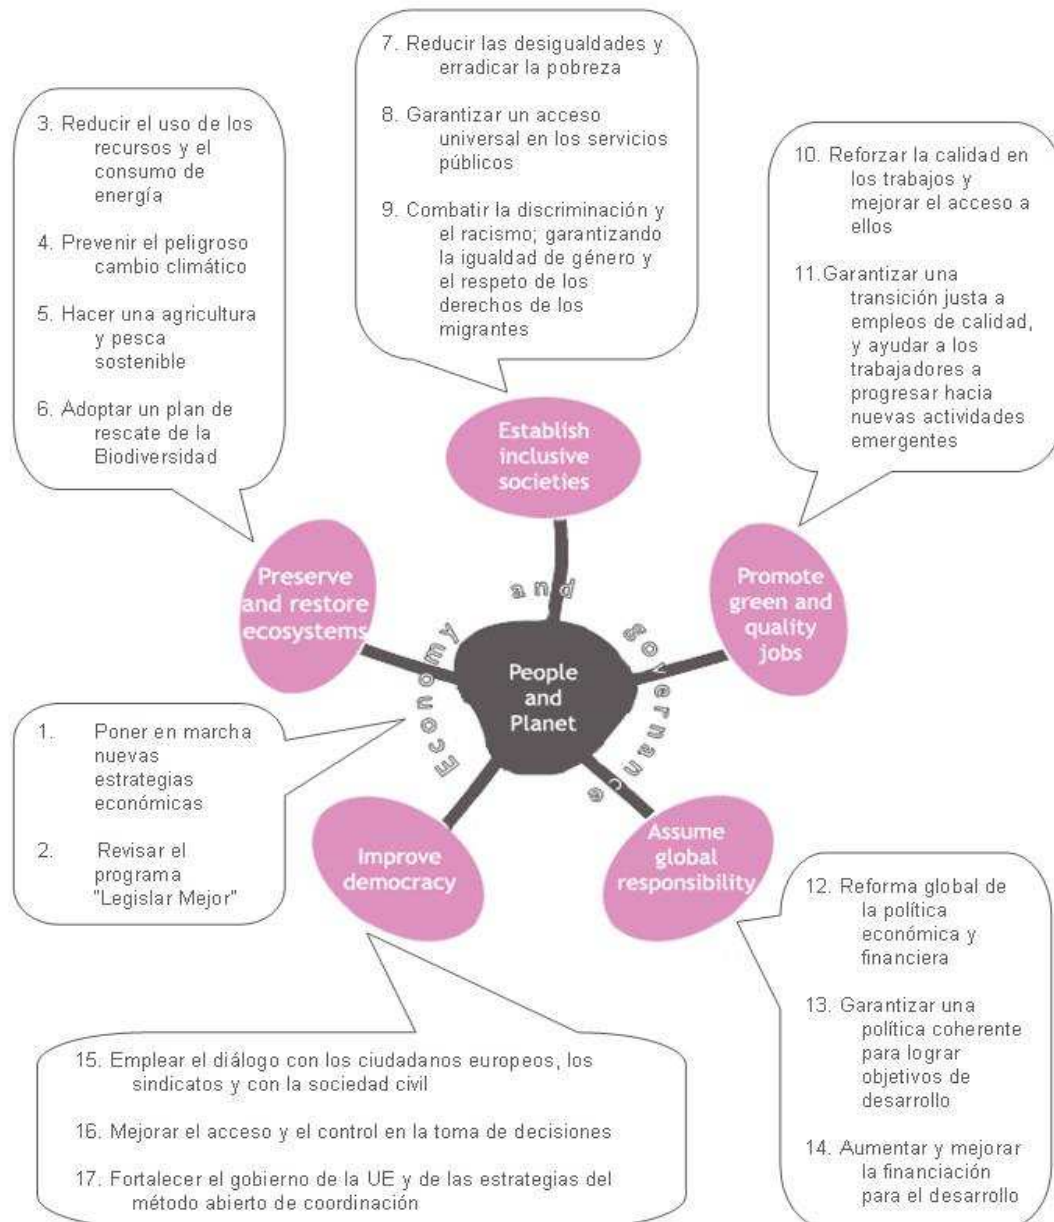 7. Reducir las desigualdades y
erradicar la pobreza
8. Garantizar un acceso
universal en los servicios
públicos
9. Combatir la discriminación y
el racismo; garantizando
la igualdad de género y
el respeto de los
derechos de los
migrantes
3. Reducir el uso de los
recursos y el
consumo de
energía
4. Prevenir el peligroso
cambio climático
5. Hacer una agricultura
y pesca
sostenible
6. Adoptar un plan de
rescate de la
Biodiversidad
10. Reforzar la calidad en
los trabajos y
mejorar el acceso a
ellos
11.Garantizar una
transición justa a
empleos de calidad,
y ayudar a los
trabajadores a
progresar hacia
nuevas actividades
emergentes
Establish
inclusive
societies
Preserve
and restore
ecosystems
Promote
green and
quality
jobs
Economy and governance
People
and
Planet
1. Poner en marcha
nuevas
estrategias
económicas
2. Revisar el
programa
"Legislar Mejor"
Improve
democracy
Assume
global
responsibility
12. Reforma global de
la política
económica y
financiera
13. Garantizar una
política coherente
para lograr
objetivos de
desarrollo
14. Aumentar y mejorar
la financiación
para el desarrollo
15. Emplear el diálogo con los ciudadanos europeos, los
sindicatos y con la sociedad civil
16. Mejorar el acceso y el control en la toma de decisiones
17. Fortalecer el gobierno de la UE y de las estrategias del
método abierto de coordinación